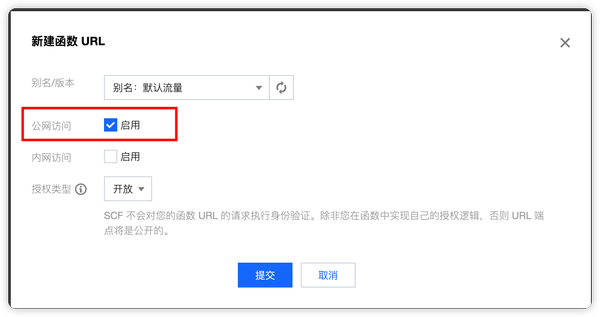 新建函数 URL
别名/版本
别名：默认流量
公网访问
启用
内网访问
启用
授权类型
开放
SCF 不会对您的函数 URL 的请求执行身份验证。除非您在函数中实现自己的授权逻辑，否则 URL 端
点将是公开的。
提交
取消